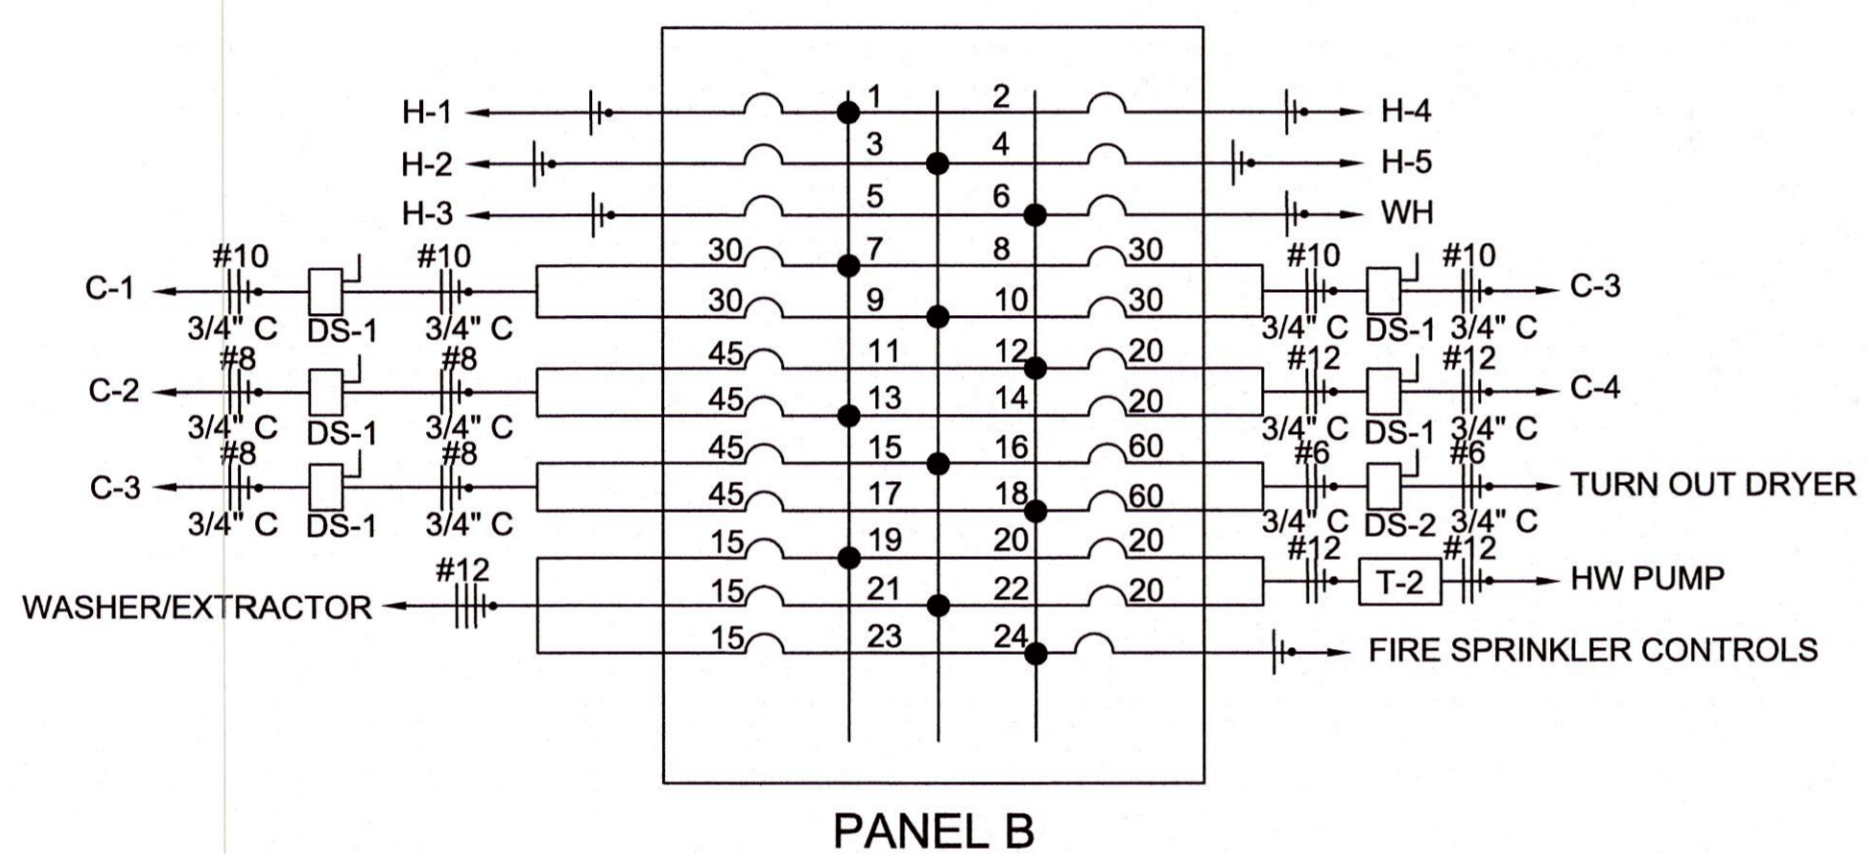 H-1 1 2 H-4
H-2 3 4 H-5
H-3 5 6 WH
#10 #10 30 7 8 30 #10 #10
C-1 C-3
3/4" C DS-1 3/4" C 30 9 10 30 3/4" C DS-1 3/4" C
#8 #8 45 11 12 20 #12 #12
C-2 C-4
3/4" C DS-1 3/4" C 45 13 14 20 3/4" C DS-1 3/4" C
#8 #8 45 15 16 60 #6 #6
C-3 TURN OUT DRYER
3/4" C DS-1 3/4" C 45 17 18 60 3/4" C DS-2 3/4" C
15 19 20 20 #12 #12
#12 T-2 HW PUMP
WASHER/EXTRACTOR 15 21 22 20
15 23 24 FIRE SPRINKLER CONTROLS
PANEL B